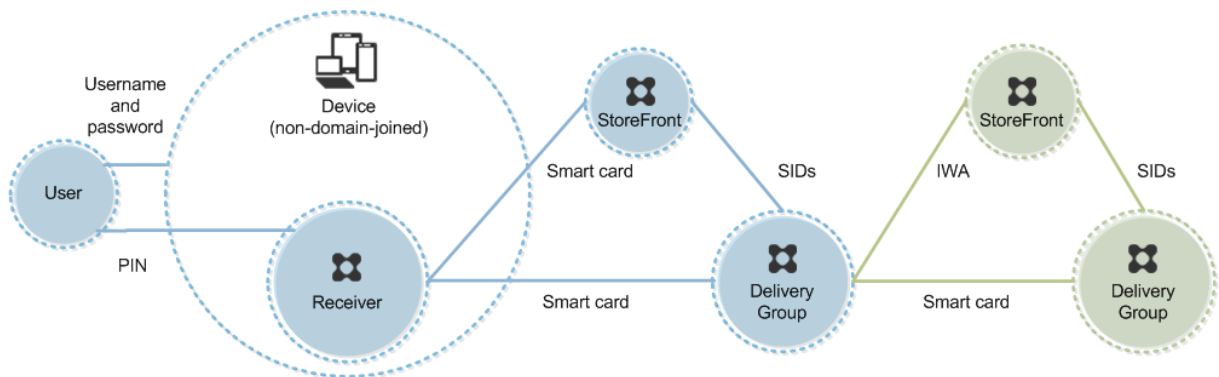 Username
and
password
User
PIN
Device
(non-domain-joined)
Receiver
StoreFront
Smart card
SIDs
Smart card
Delivery
Group
StoreFront
IWA
SIDs
Smart card
Delivery
Group